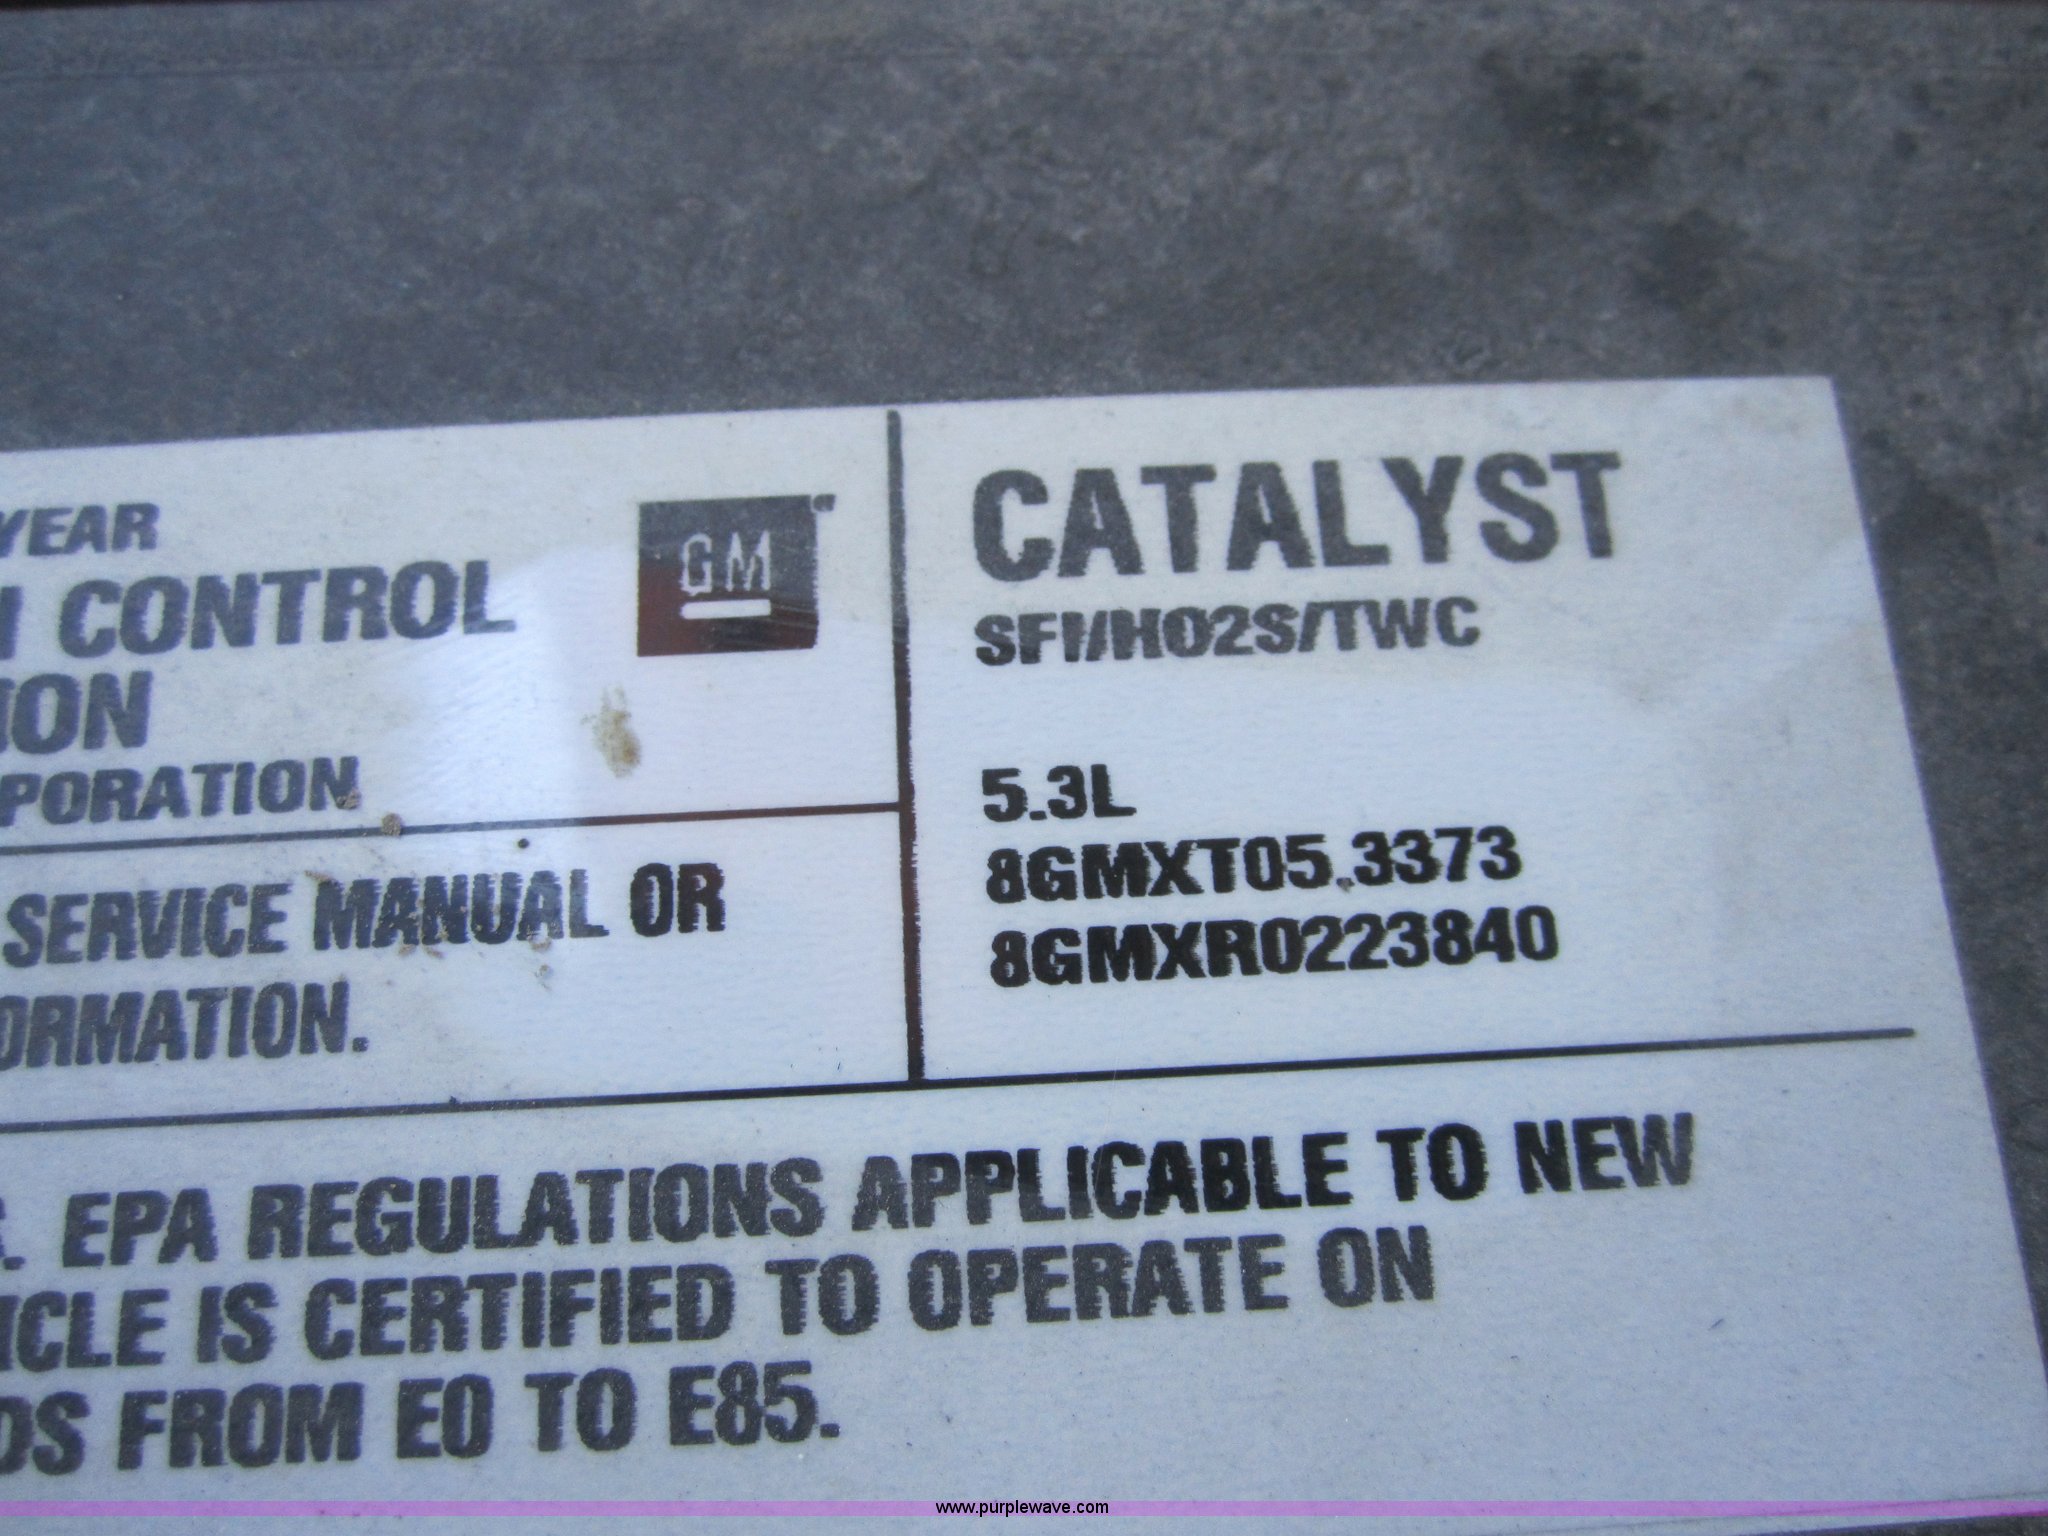 YEAR
CONTROL
ION
PORATION
SERVICE MANUAL OR
ORMATION.
GM
CATALYST
SFI/HO2S/TWC
5.3L
8GMXT05.3373
8GMXR0223840
. EPA REGULATIONS APPLICABLE TO NEW
ICLE IS CERTIFIED TO OPERATE ON
DS FROM E0 TO E85.
www.purplewave.com